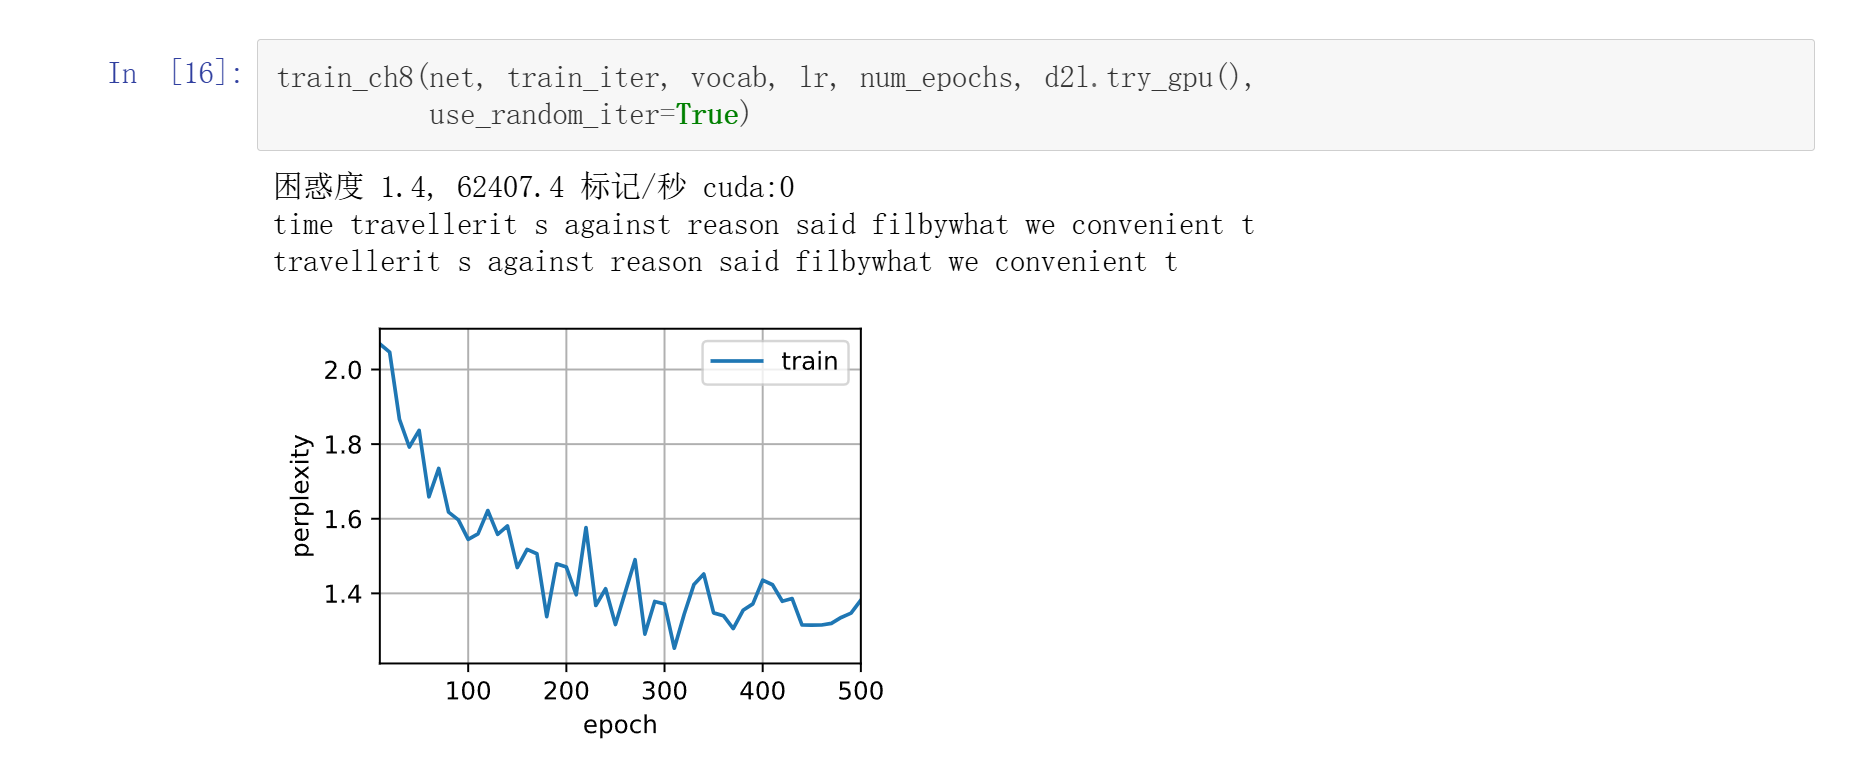 In [16]:
train_ch8(net, train_iter, vocab, lr, num_epochs, d2l.try_gpu(),
use_random_iter=True)
困惑度 1.4, 62407.4 标记/秒 cuda:0
time travellerit s against reason said filbywhat we convenient t
travellerit s against reason said filbywhat we convenient t
train
2.0
1.8
1.6
1.4
perplexity
100 200 300 400 500
epoch